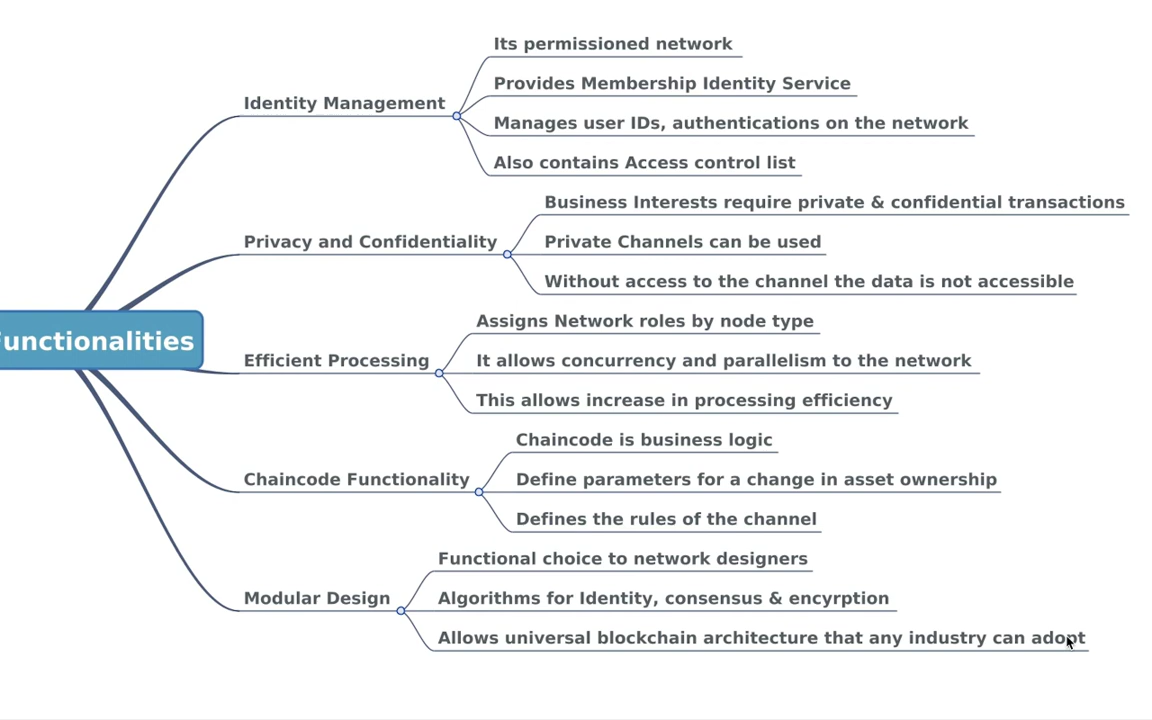 Its permissioned network
Provides Membership Identity Service
Identity Management
Manages user IDs, authentications on the network
Also contains Access control list
Business Interests require private & confidential transactions
Privacy and Confidentiality
Private Channels can be used
Without access to the channel the data is not accessible
Functionalities
Assigns Network roles by node type
Efficient Processing
It allows concurrency and parallelism to the network
This allows increase in processing efficiency
Chaincode is business logic
Chaincode Functionality
Define parameters for a change in asset ownership
Defines the rules of the channel
Functional choice to network designers
Modular Design
Algorithms for Identity, consensus & encyrption
Allows universal blockchain architecture that any industry can adopt